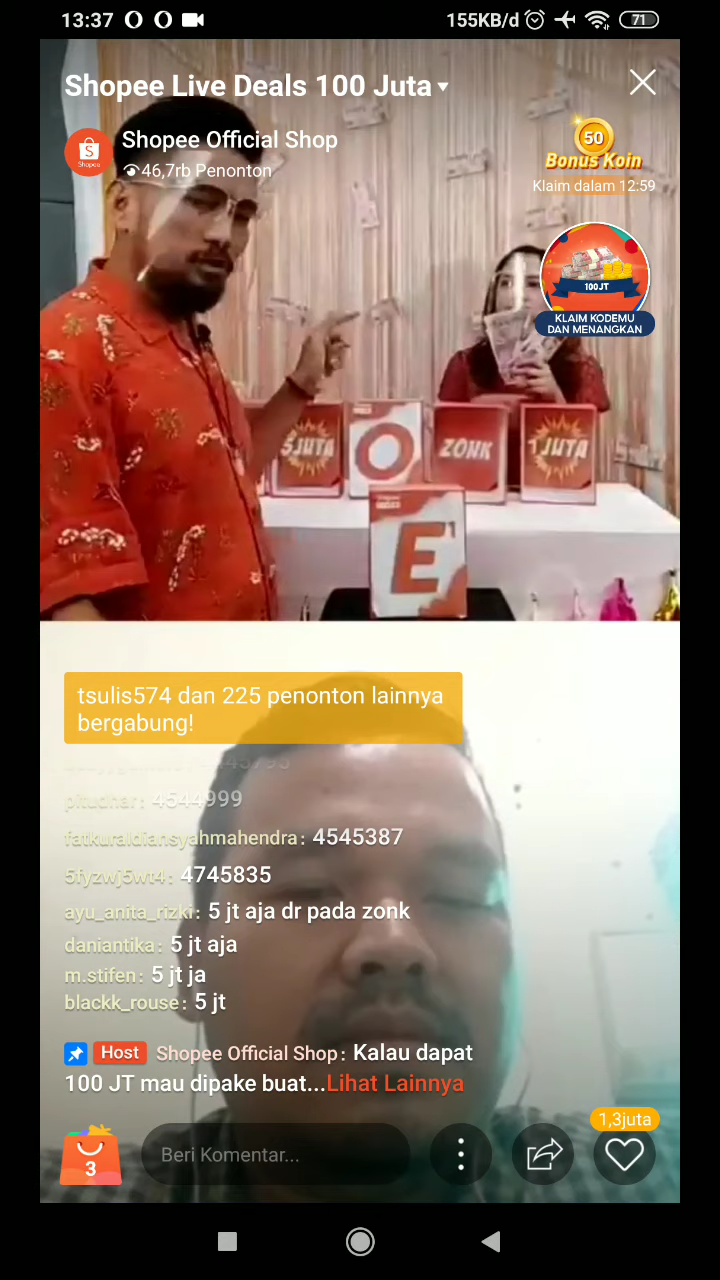 13:37
155KB/d
71
Shopee Live Deals 100 Juta
Shopee Official Shop
46,7rb Penonton
Shopee
50
Bonus Koin
Klaim dalam 12:59
100JT
KLAIM KODEMU
DAN MENANGKAN
5JUTA
O
ZONK
1JUTA
E
tsulis574 dan 225 penonton lainnya
bergabung!
pitudhar: 4544999
fatkuraldiansyahmahendra: 4545387
5fyzwj5wt4: 4745835
ayu_anita_rizki: 5 jt aja dr pada zonk
daniantika: 5 jt aja
m.stifen: 5 jt ja
blackk_rouse: 5 jt
Host Shopee Official Shop: Kalau dapat
100 JT mau dipake buat...Lihat Lainnya
1,3juta
3
Beri Komentar...